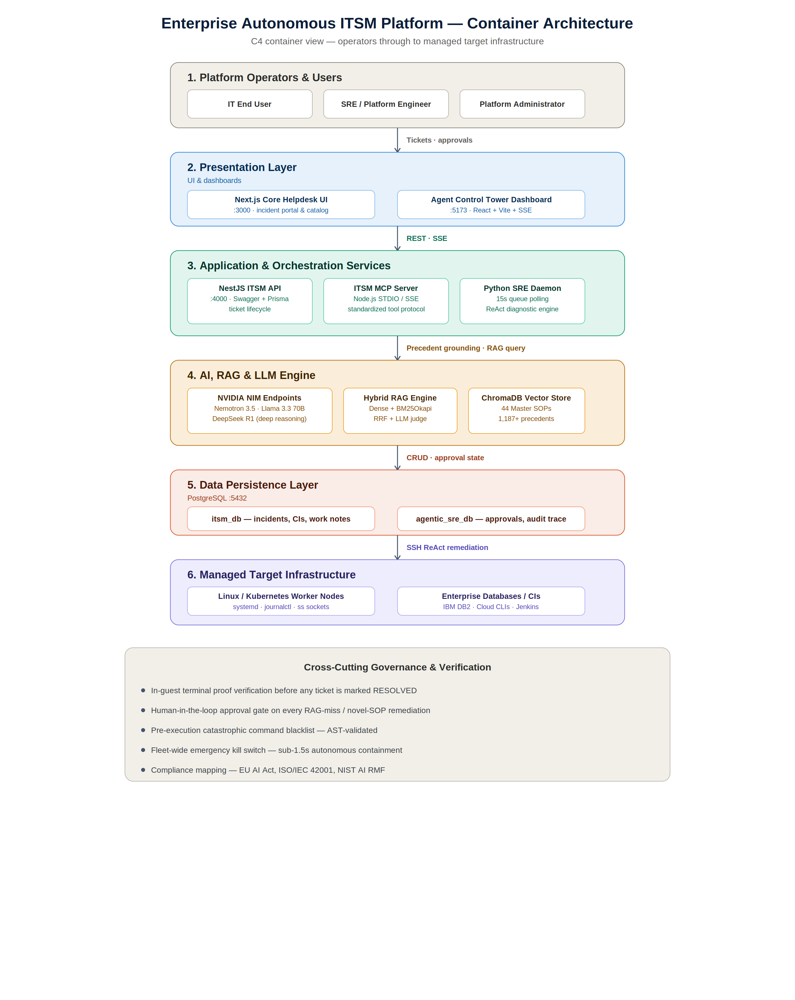 Enterprise Autonomous ITSM Platform — Container Architecture
C4 container view — operators through to managed target infrastructure
1. Platform Operators & Users
IT End User
SRE / Platform Engineer
Platform Administrator
Tickets · approvals
2. Presentation Layer
UI & dashboards
Next.js Core Helpdesk UI
:3000 · incident portal & catalog
Agent Control Tower Dashboard
:5173 · React + Vite + SSE
REST · SSE
3. Application & Orchestration Services
NestJS ITSM API
:4000 · Swagger + Prisma
ticket lifecycle
ITSM MCP Server
Node.js STDIO / SSE
standardized tool protocol
Python SRE Daemon
15s queue polling
ReAct diagnostic engine
Precedent grounding · RAG query
4. AI, RAG & LLM Engine
NVIDIA NIM Endpoints
Nemotron 3.5 · Llama 3.3 70B
DeepSeek R1 (deep reasoning)
Hybrid RAG Engine
Dense + BM25Okapi
RRF + LLM judge
ChromaDB Vector Store
44 Master SOPs
1,187+ precedents
CRUD · approval state
5. Data Persistence Layer
PostgreSQL :5432
itsm_db — incidents, CIs, work notes
agentic_sre_db — approvals, audit trace
SSH ReAct remediation
6. Managed Target Infrastructure
Linux / Kubernetes Worker Nodes
systemd · journalctl · ss sockets
Enterprise Databases / CIs
IBM DB2 · Cloud CLIs · Jenkins
Cross-Cutting Governance & Verification
In-guest terminal proof verification before any ticket is marked RESOLVED
Human-in-the-loop approval gate on every RAG-miss / novel-SOP remediation
Pre-execution catastrophic command blacklist — AST-validated
Fleet-wide emergency kill switch — sub-1.5s autonomous containment
Compliance mapping — EU AI Act, ISO/IEC 42001, NIST AI RMF